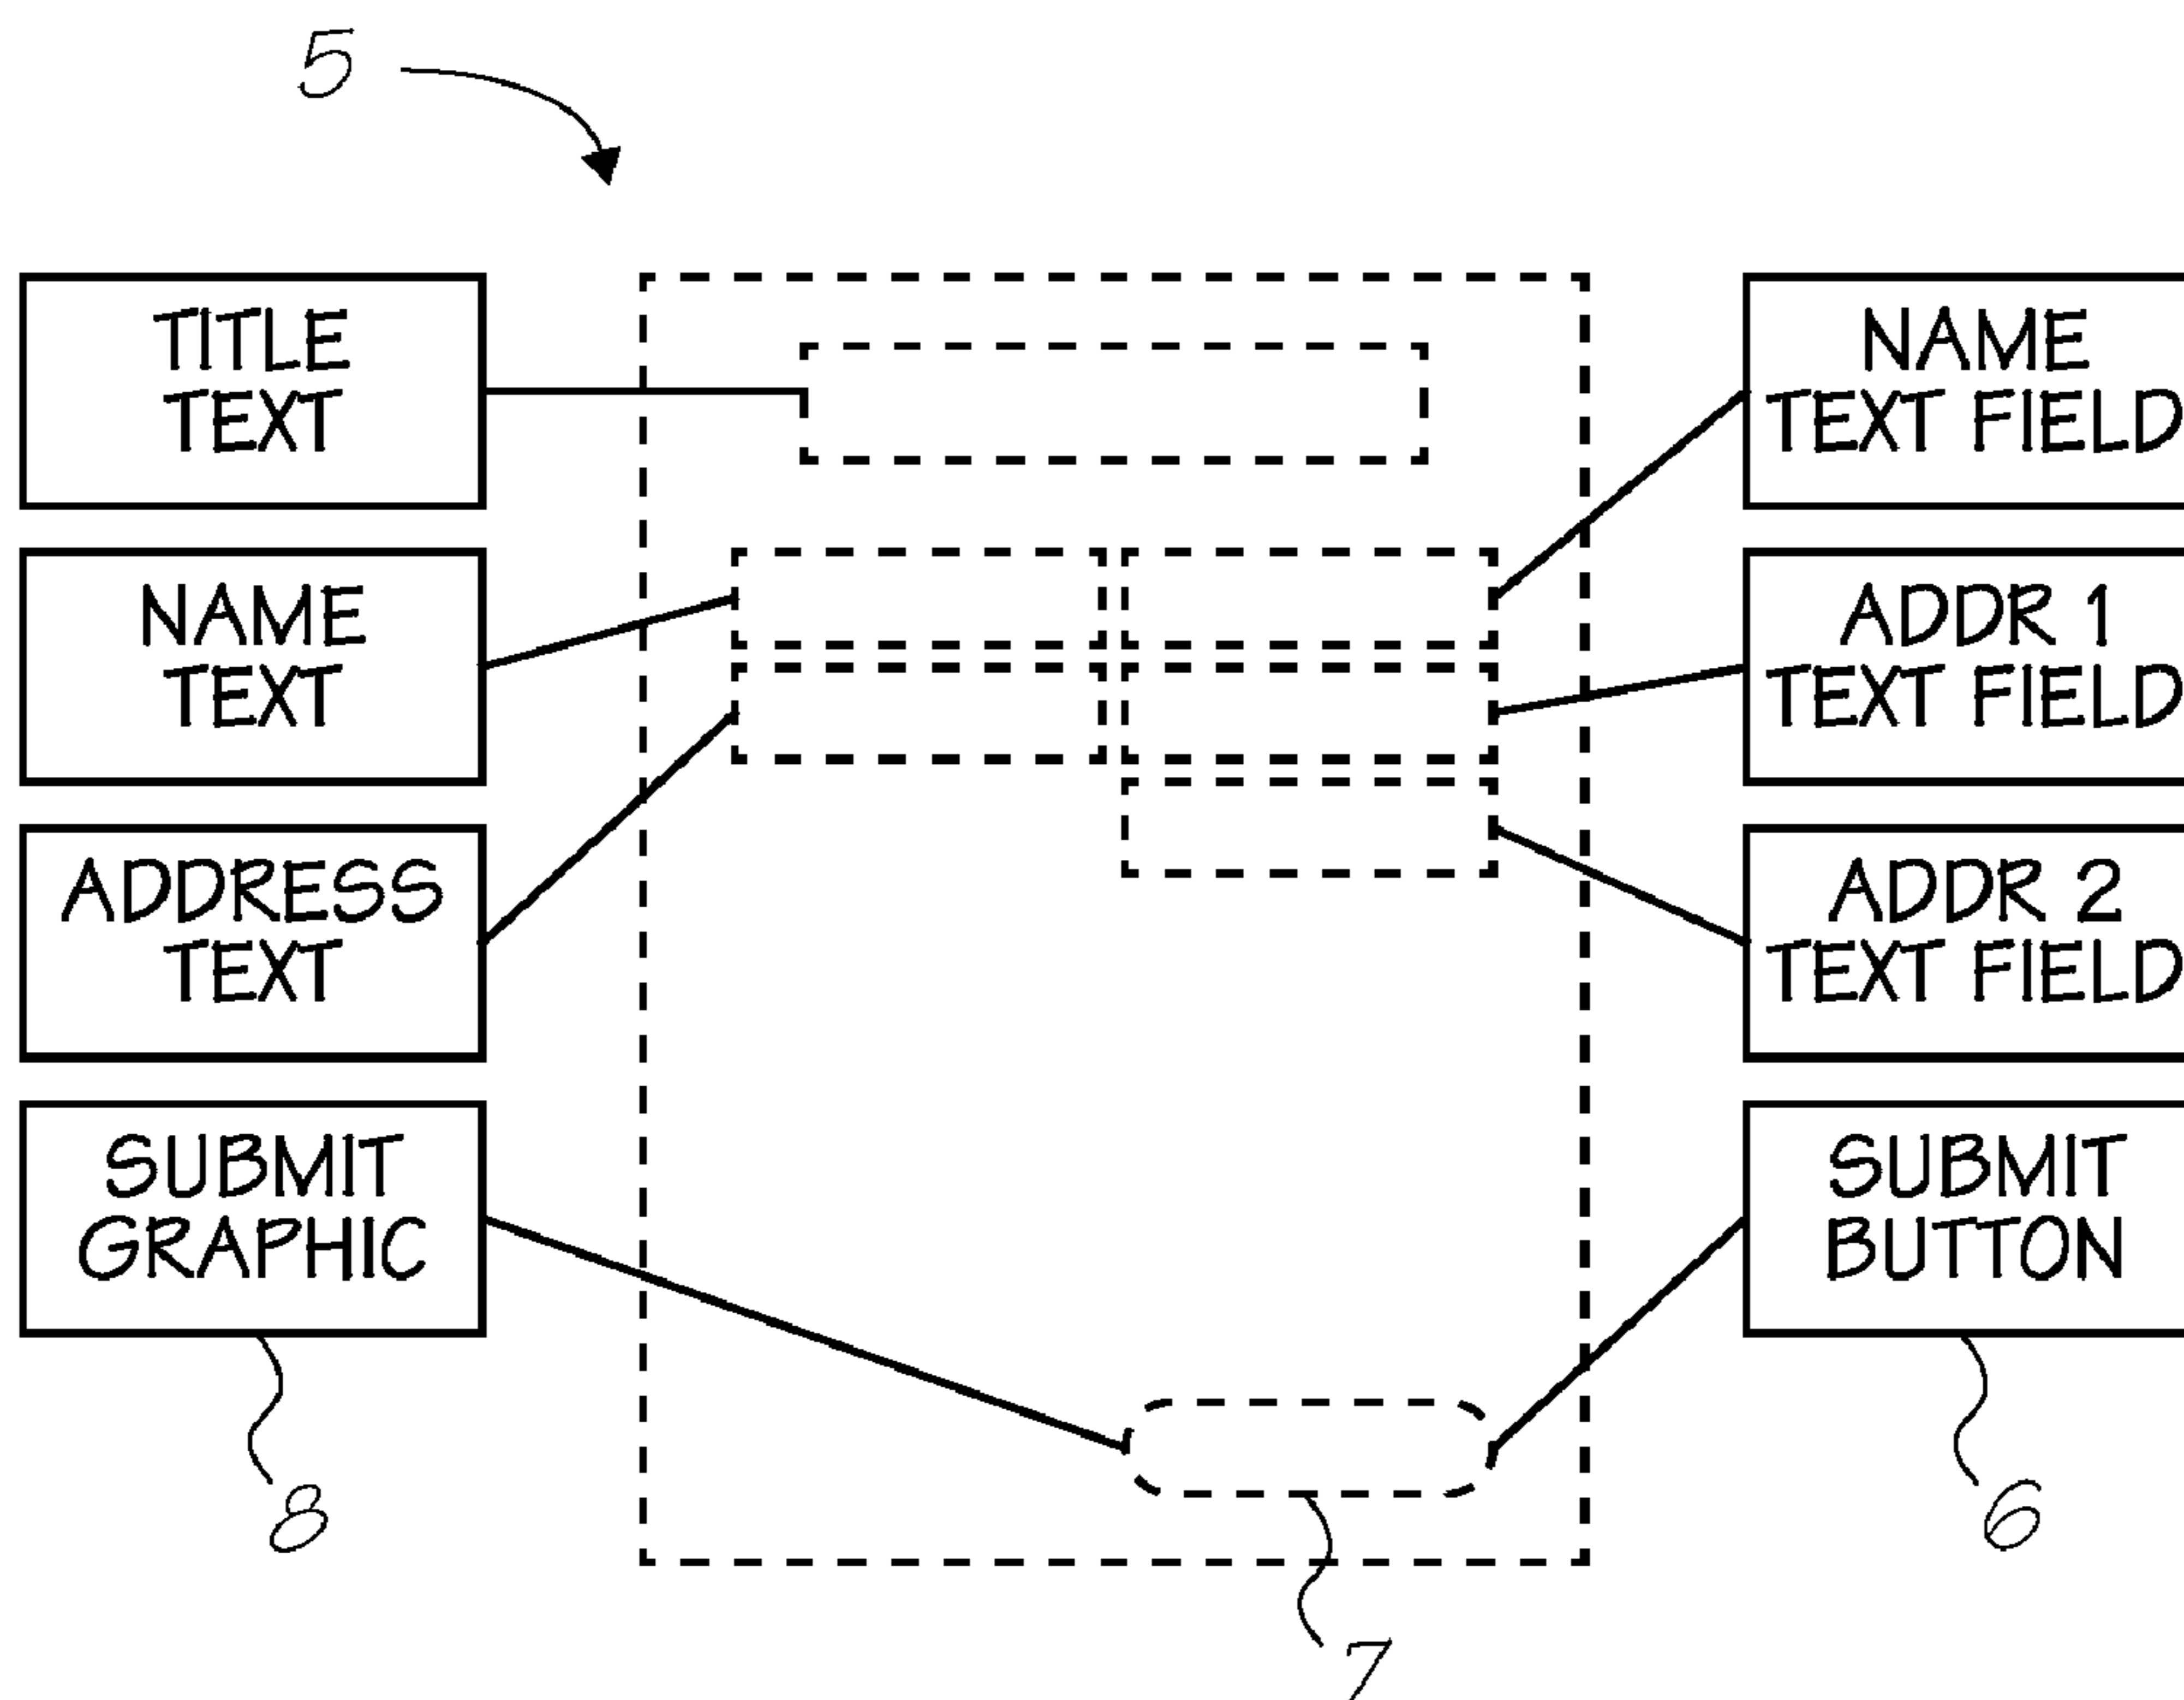 5
TITLE
TEXT
NAME
TEXT
ADDRESS
TEXT
SUBMIT
GRAPHIC
8
NAME
TEXT FIELD
ADDR 1
TEXT FIELD
ADDR 2
TEXT FIELD
SUBMIT
BUTTON
6
7